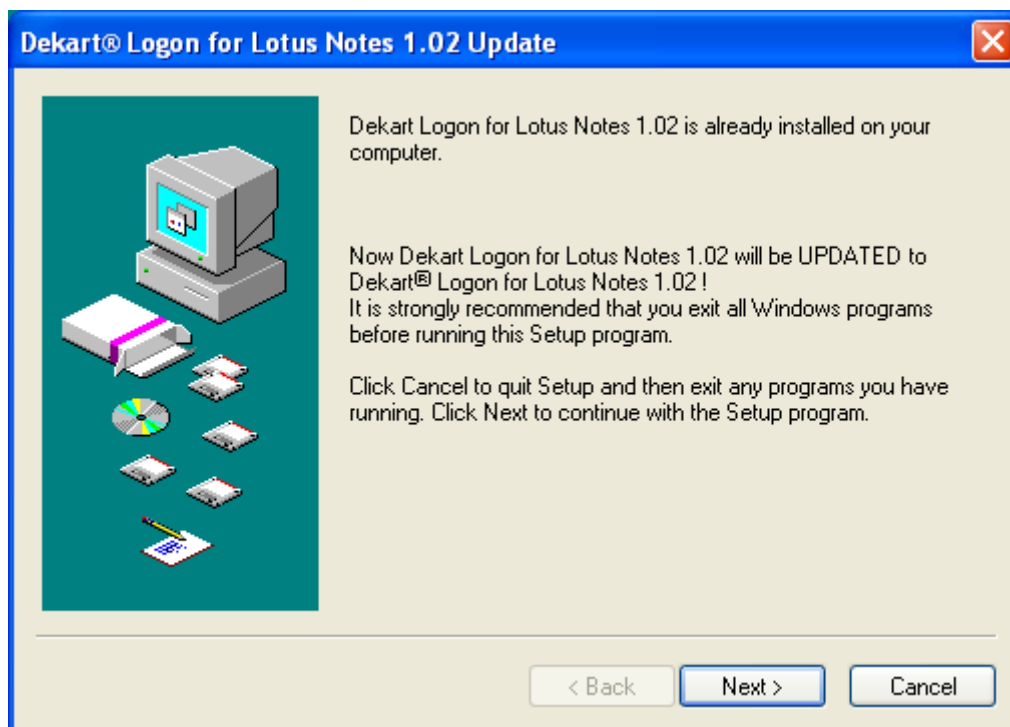 Dekart® Logon for Lotus Notes 1.02 Update
Dekart Logon for Lotus Notes 1.02 is already installed on your
computer.
Now Dekart Logon for Lotus Notes 1.02 will be UPDATED to
Dekart® Logon for Lotus Notes 1.02 !
It is strongly recommended that you exit all Windows programs
before running this Setup program.
Click Cancel to quit Setup and then exit any programs you have
running. Click Next to continue with the Setup program.
< Back Next > Cancel